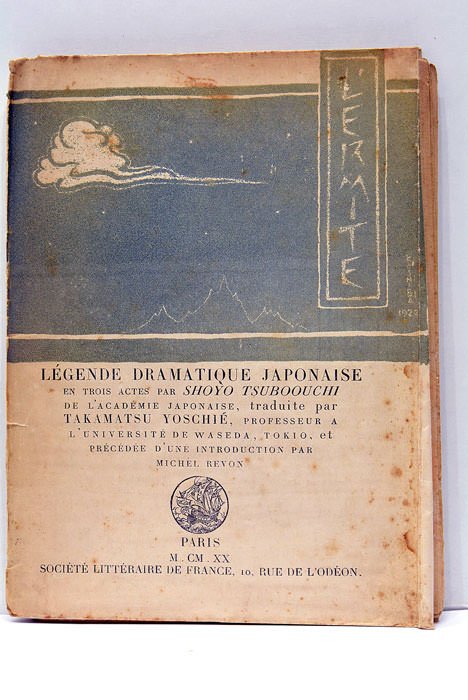 L'ERMITE
1920
LÉGENDE DRAMATIQUE JAPONAISE
EN TROIS ACTES PAR SHOYO TSUBOOUCHI
DE L'ACADÉMIE JAPONAISE, traduite par
TAKAMATSU YOSCHIÉ, PROFESSEUR A
L'UNIVERSITÉ DE WASEDA, TOKIO, et
PRÉCÉDÉE D'UNE INTRODUCTION PAR
MICHEL REVON
PARIS
M. CM. XX
SOCIÉTÉ LITTÉRAIRE DE FRANCE, 10, RUE DE L'ODÉON.